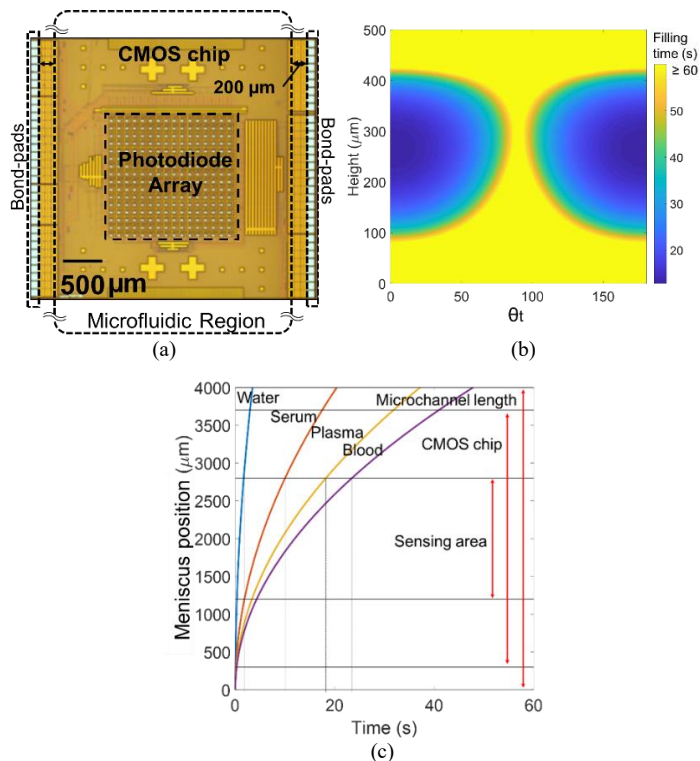 CMOS chip
200 μm
Bond-pads
Bond-pads
Photodiode
Array
500 μm
Microfluidic Region
(a)
Filling
time (s)
≥ 60
50
40
30
20
Height(μm)
500
400
300
200
100
0
0 50 100 150
θt
(b)
Meniscus position (μm)
4000
3500
3000
2500
2000
1500
1000
500
0
Water
Serum
Plasma
Blood
Microchannel length
CMOS chip
Sensing area
0 20 40 60
Time (s)
(c)